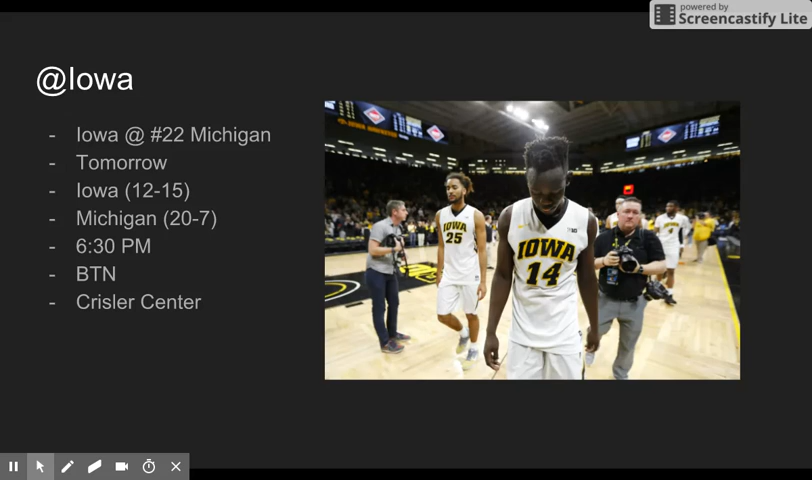 powered by
Screencastify Lite
@Iowa
- Iowa @ #22 Michigan
- Tomorrow
- Iowa (12-15)
- Michigan (20-7)
- 6:30 PM
- BTN
- Crisler Center
IOWA
25
IOWA
14